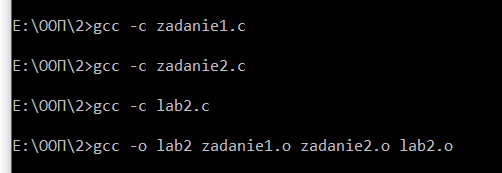 E:\ООП\2>gcc -c zadanie1.c
E:\ООП\2>gcc -c zadanie2.c
E:\ООП\2>gcc -c lab2.c
E:\ООП\2>gcc -o lab2 zadanie1.o zadanie2.o lab2.o